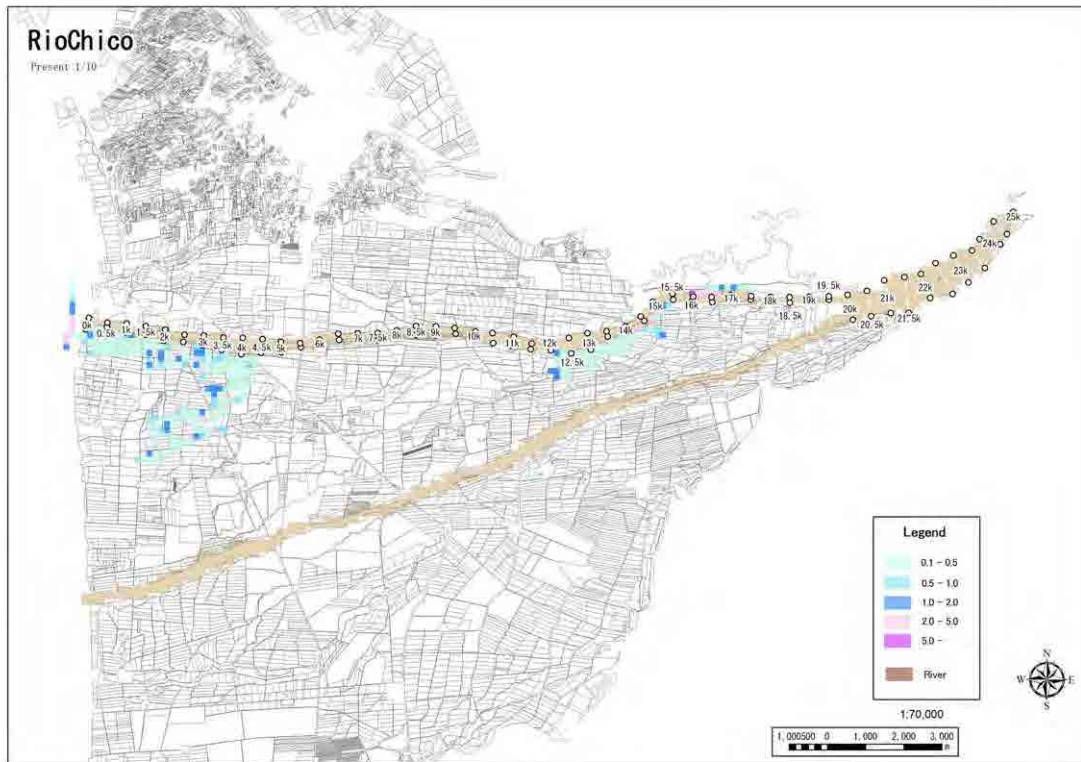 RioChico
Present 1/10
25k
24k
23k
22k
21k
21.5k
20.5k
20k
19.5k
19k
18.5k
18k
17k
16k
15.5k
15k
14k
13k
12.5k
12k
11k
10k
9k
8.5k
8k
7.5k
7k
6k
5k
4.5k
4k
3.5k
3k
2k
1.5k
1k
0.5k
0k
Legend
0.1 - 0.5
0.5 - 1.0
1.0 - 2.0
2.0 - 5.0
5.0 -
River
N
W E
S
1:70,000
1,000500 0 1,000 2,000 3,000
m